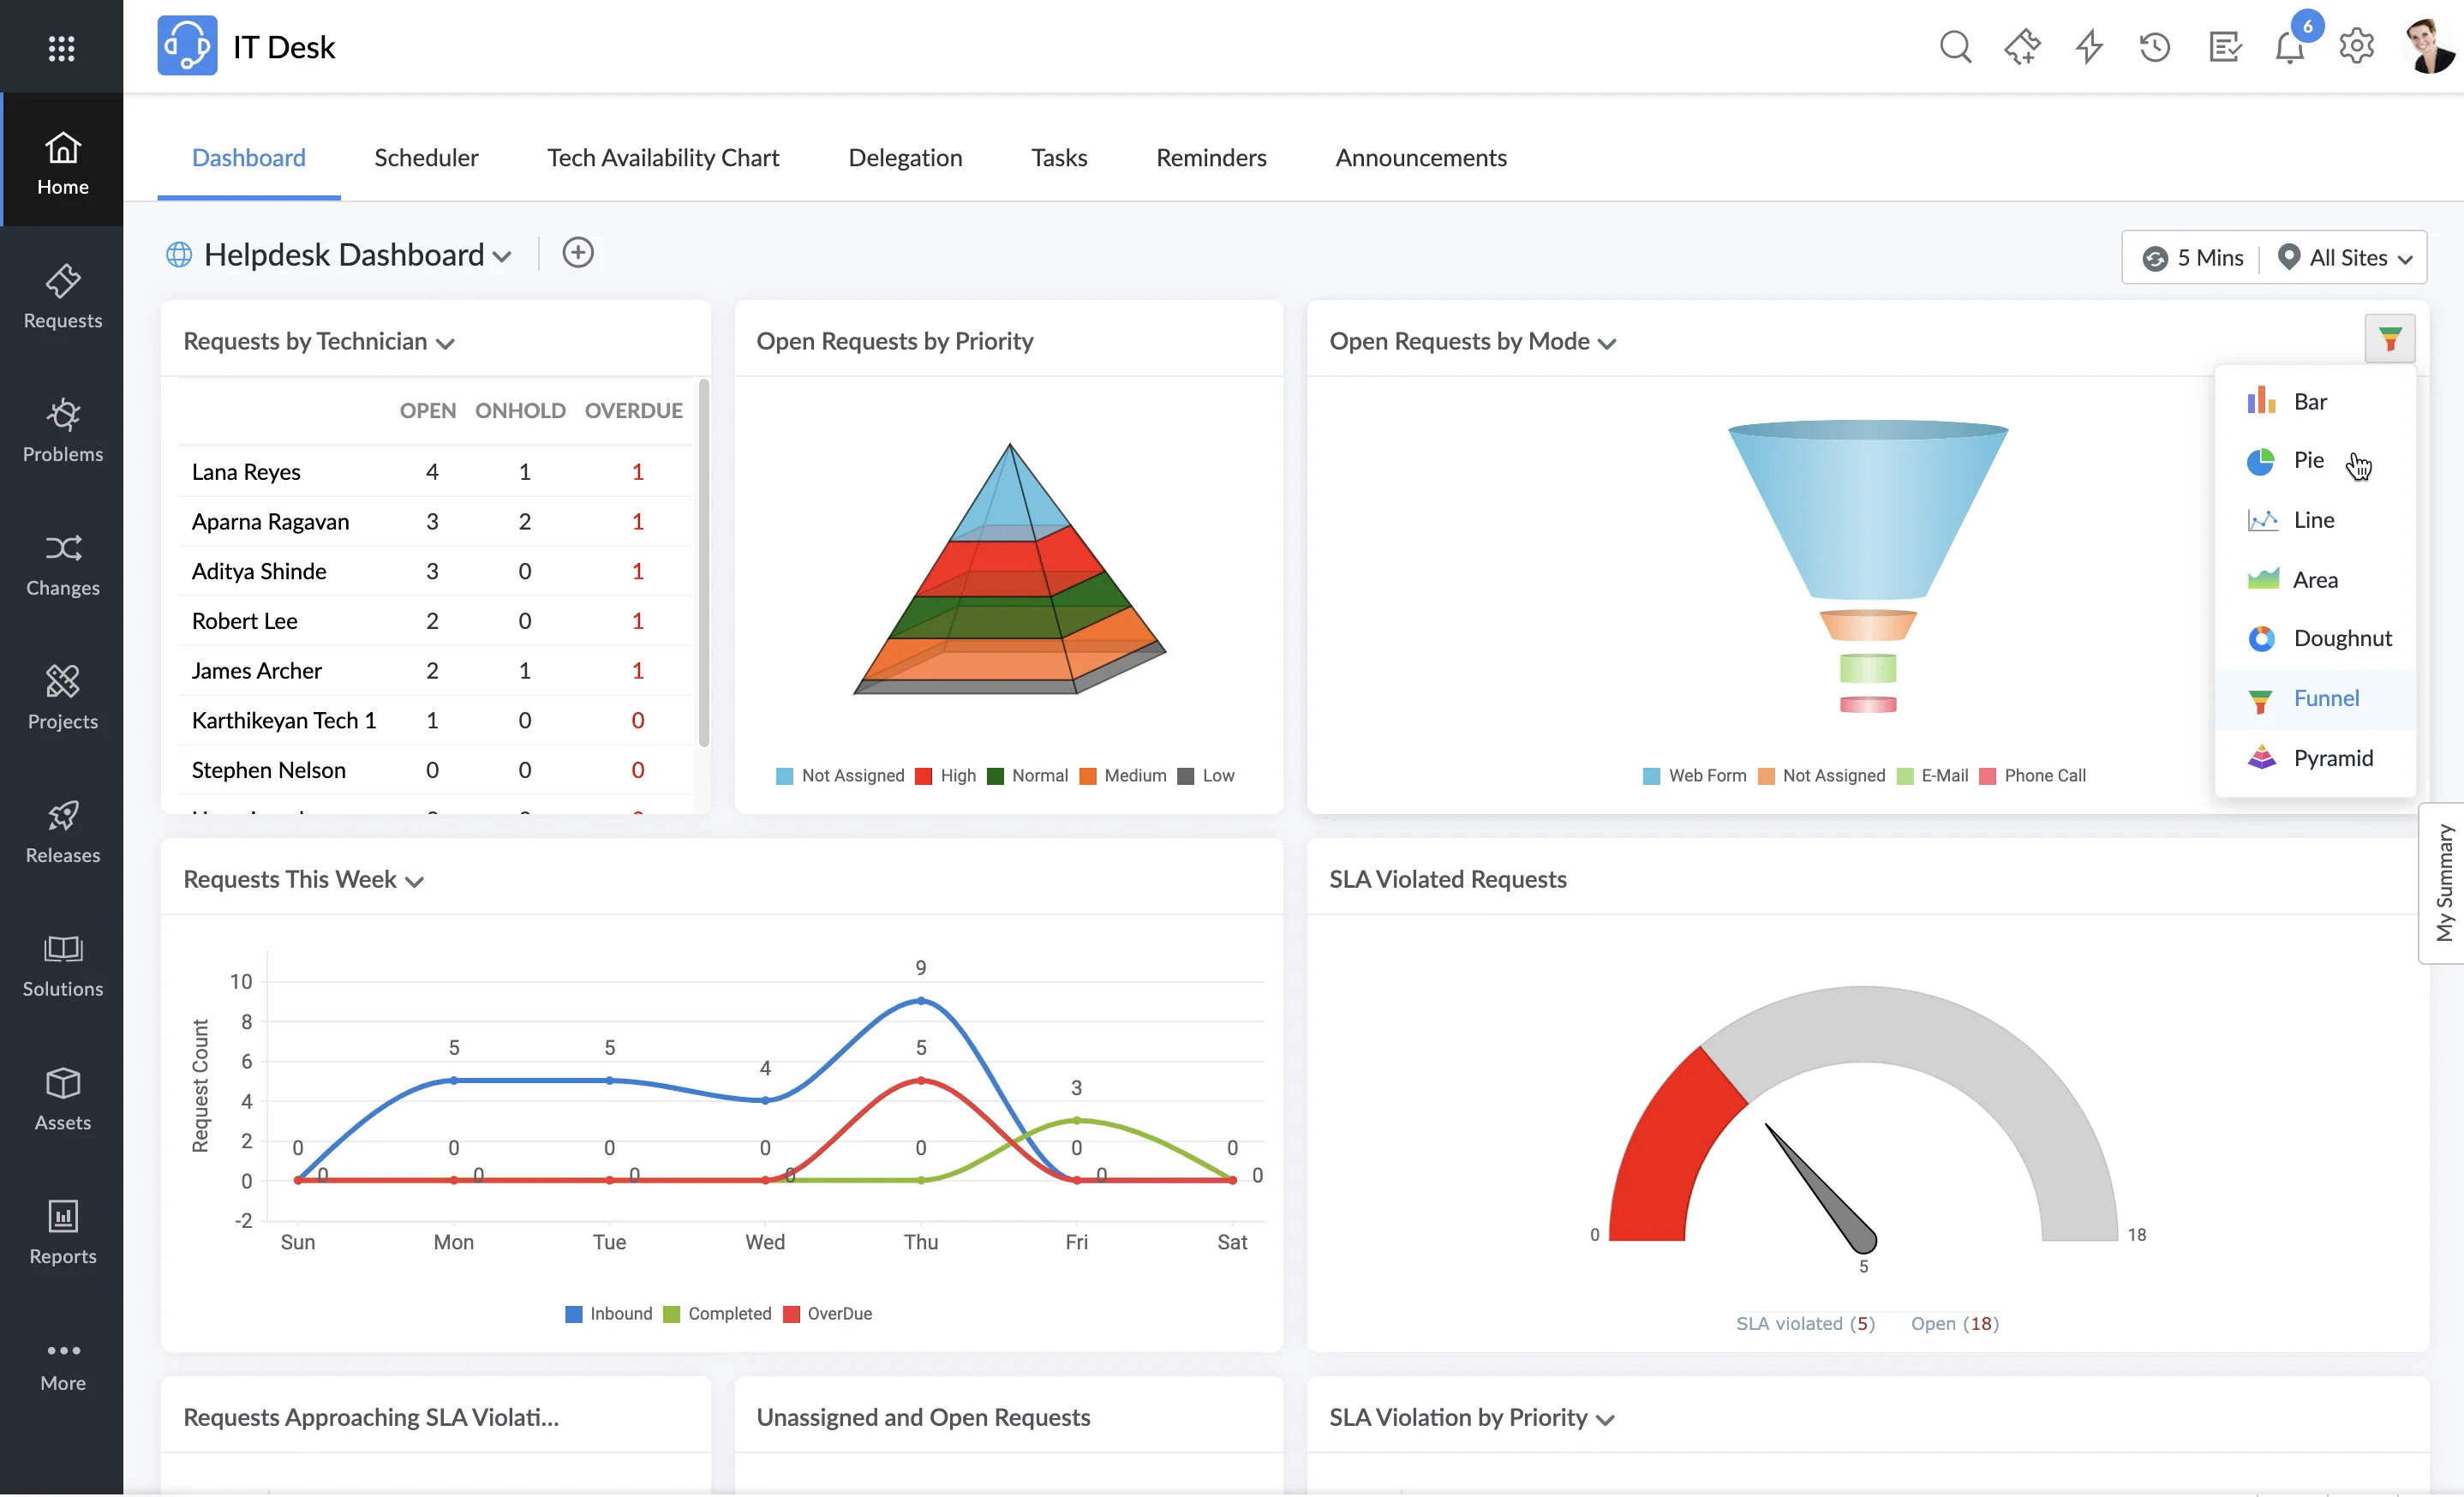 IT Desk
6
Home
Requests
Problems
Changes
Projects
Releases
Solutions
Assets
Reports
More
Dashboard Scheduler Tech Availability Chart Delegation Tasks Reminders Announcements
Helpdesk Dashboard
5 Mins All Sites
Requests by Technician
OPEN ONHOLD OVERDUE
Lana Reyes 4 1 1
Aparna Ragavan 3 2 1
Aditya Shinde 3 0 1
Robert Lee 2 0 1
James Archer 2 1 1
Karthikeyan Tech 1 1 0 0
Stephen Nelson 0 0 0
Open Requests by Priority
Not Assigned High Normal Medium Low
Open Requests by Mode
Web Form Not Assigned E-Mail Phone Call
Bar
Pie
Line
Area
Doughnut
Funnel
Pyramid
My Summary
Requests This Week
Request Count
10
8
6
4
2
0
-2
9
5 5 5
4
3
0 0 0 0 0 0 0
0 0 0 0 0 0
Sun Mon Tue Wed Thu Fri Sat
Inbound Completed OverDue
SLA Violated Requests
0 18
5
SLA violated (5) Open (18)
Requests Approaching SLA Violati...
Unassigned and Open Requests
SLA Violation by Priority